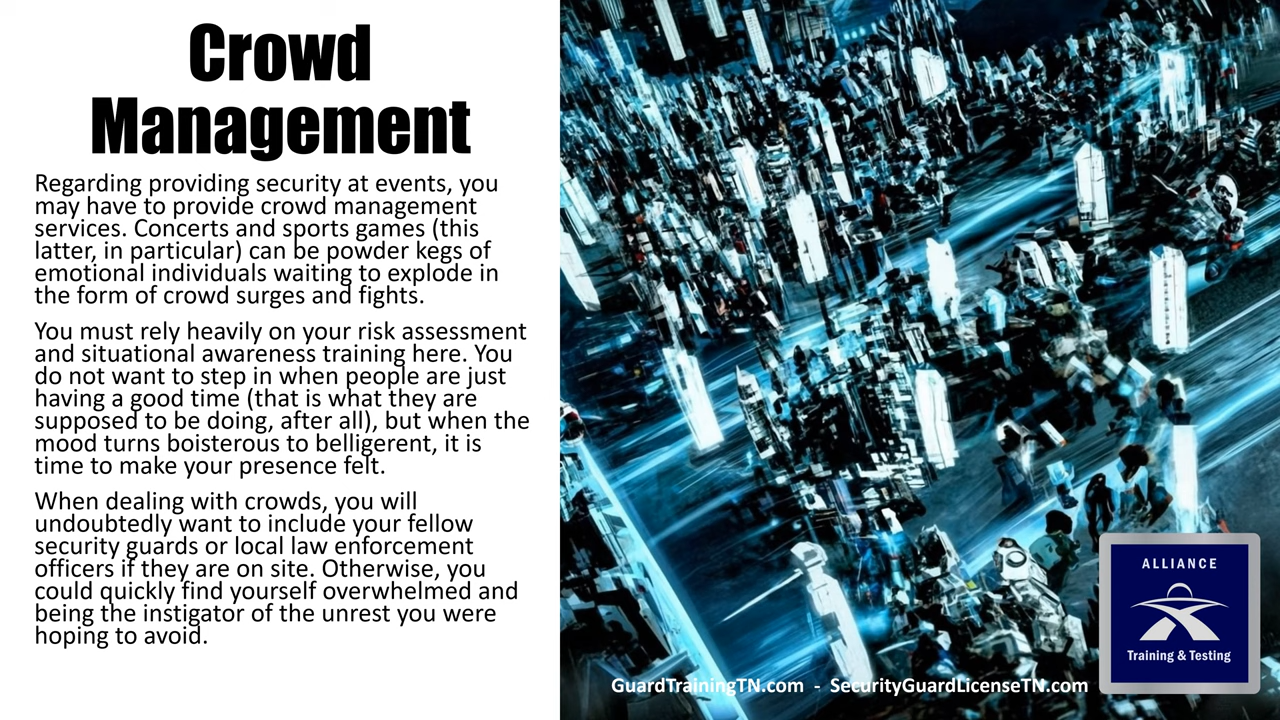 Crowd
Management
Regarding providing security at events, you
may have to provide crowd management
services. Concerts and sports games (this
latter, in particular) can be powder kegs of
emotional individuals waiting to explode in
the form of crowd surges and fights.
You must rely heavily on your risk assessment
and situational awareness training here. You
do not want to step in when people are just
having a good time (that is what they are
supposed to be doing, after all), but when the
mood turns boisterous to belligerent, it is
time to make your presence felt.
When dealing with crowds, you will
undoubtedly want to include your fellow
security guards or local law enforcement
officers if they are on site. Otherwise, you
could quickly find yourself overwhelmed and
being the instigator of the unrest you were
hoping to avoid.
ALLIANCE
Training & Testing
GuardTrainingTN.com - SecurityGuardLicenseTN.com